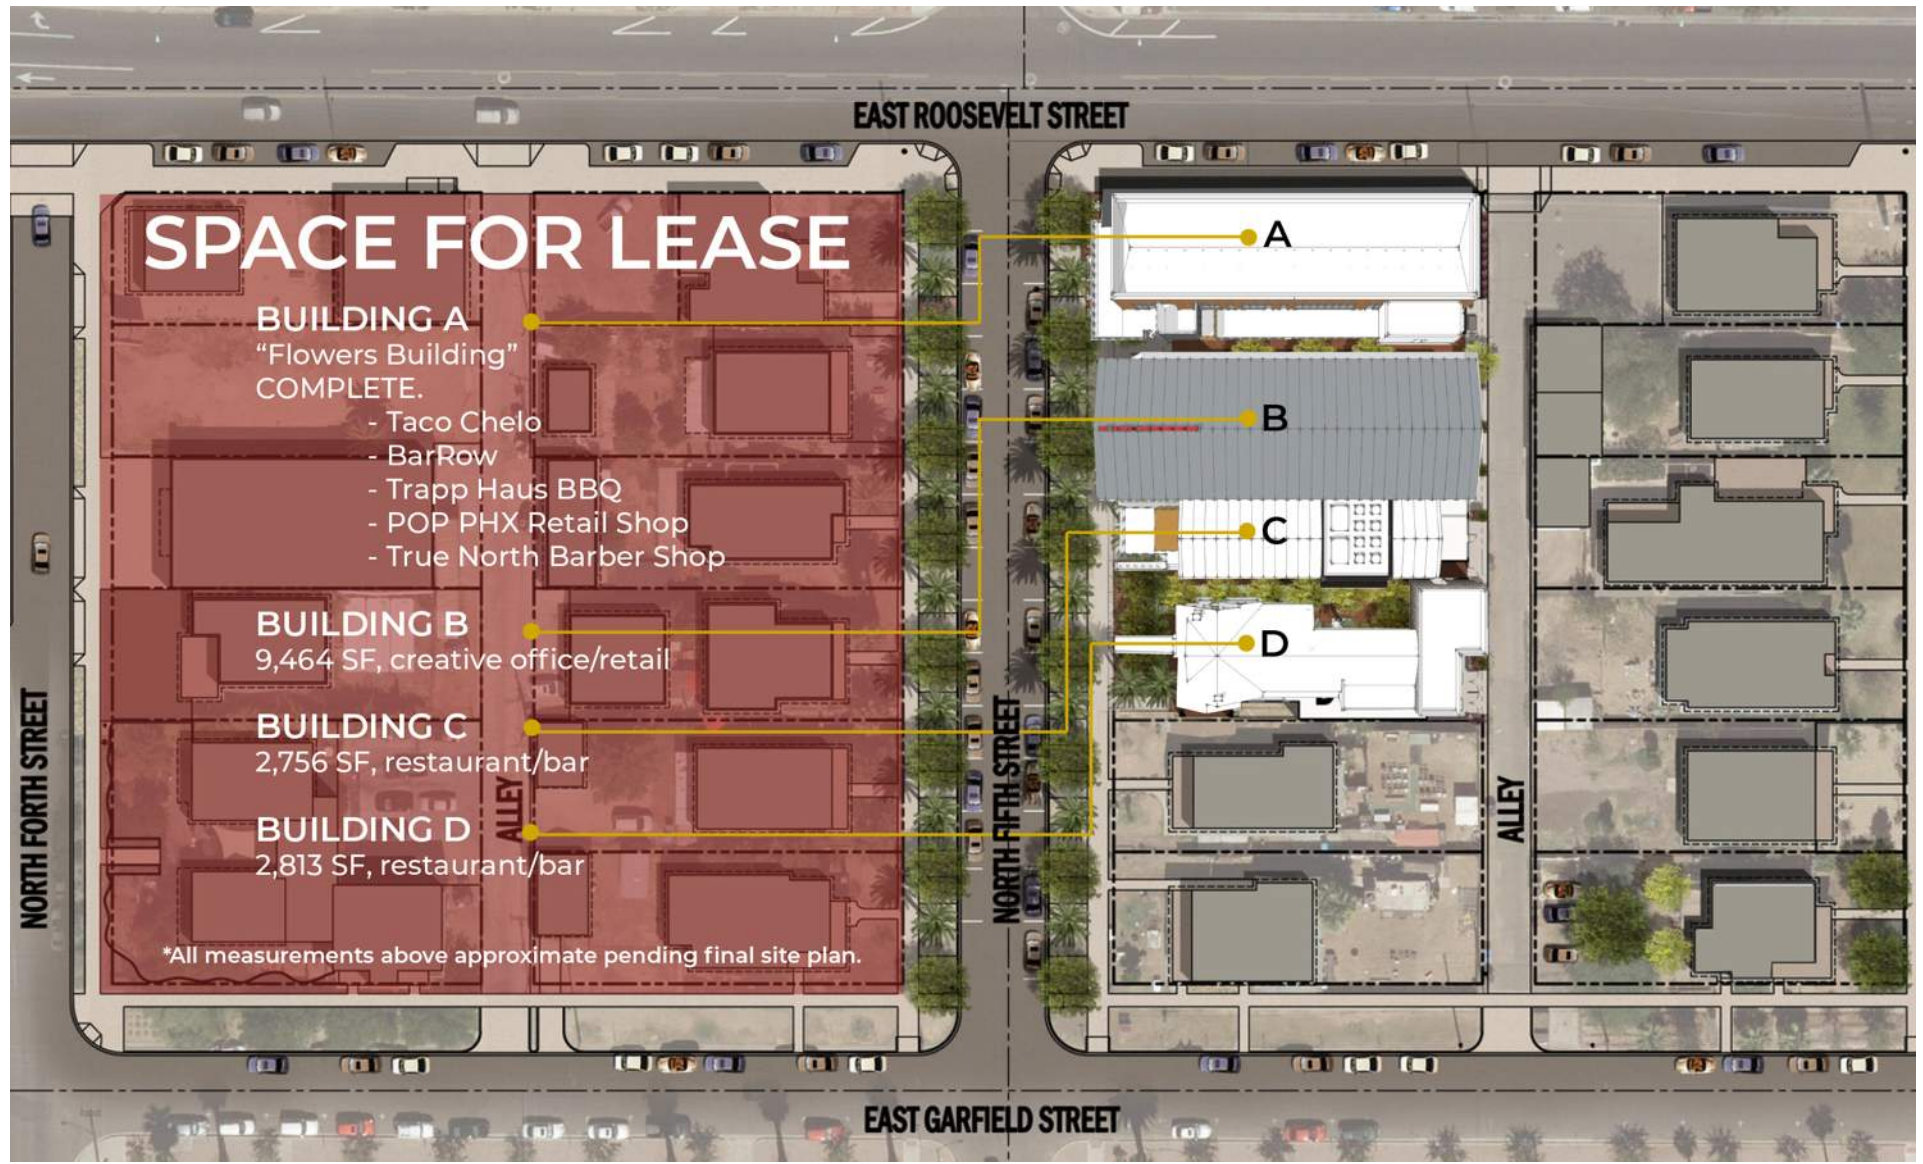 EAST ROOSEVELT STREET
SPACE FOR LEASE
BUILDING A
“Flowers Building”
COMPLETE.
- Taco Chelo
- BarRow
- Trapp Haus BBQ
- POP PHX Retail Shop
- True North Barber Shop
BUILDING B
9,464 SF, creative office/retail
BUILDING C
2,756 SF, restaurant/bar
BUILDING D
2,813 SF, restaurant/bar
*All measurements above approximate pending final site plan.
A
B
C
D
NORTH FORTH STREET
ALLEY
NORTH FIFTH STREET
ALLEY
EAST GARFIELD STREET